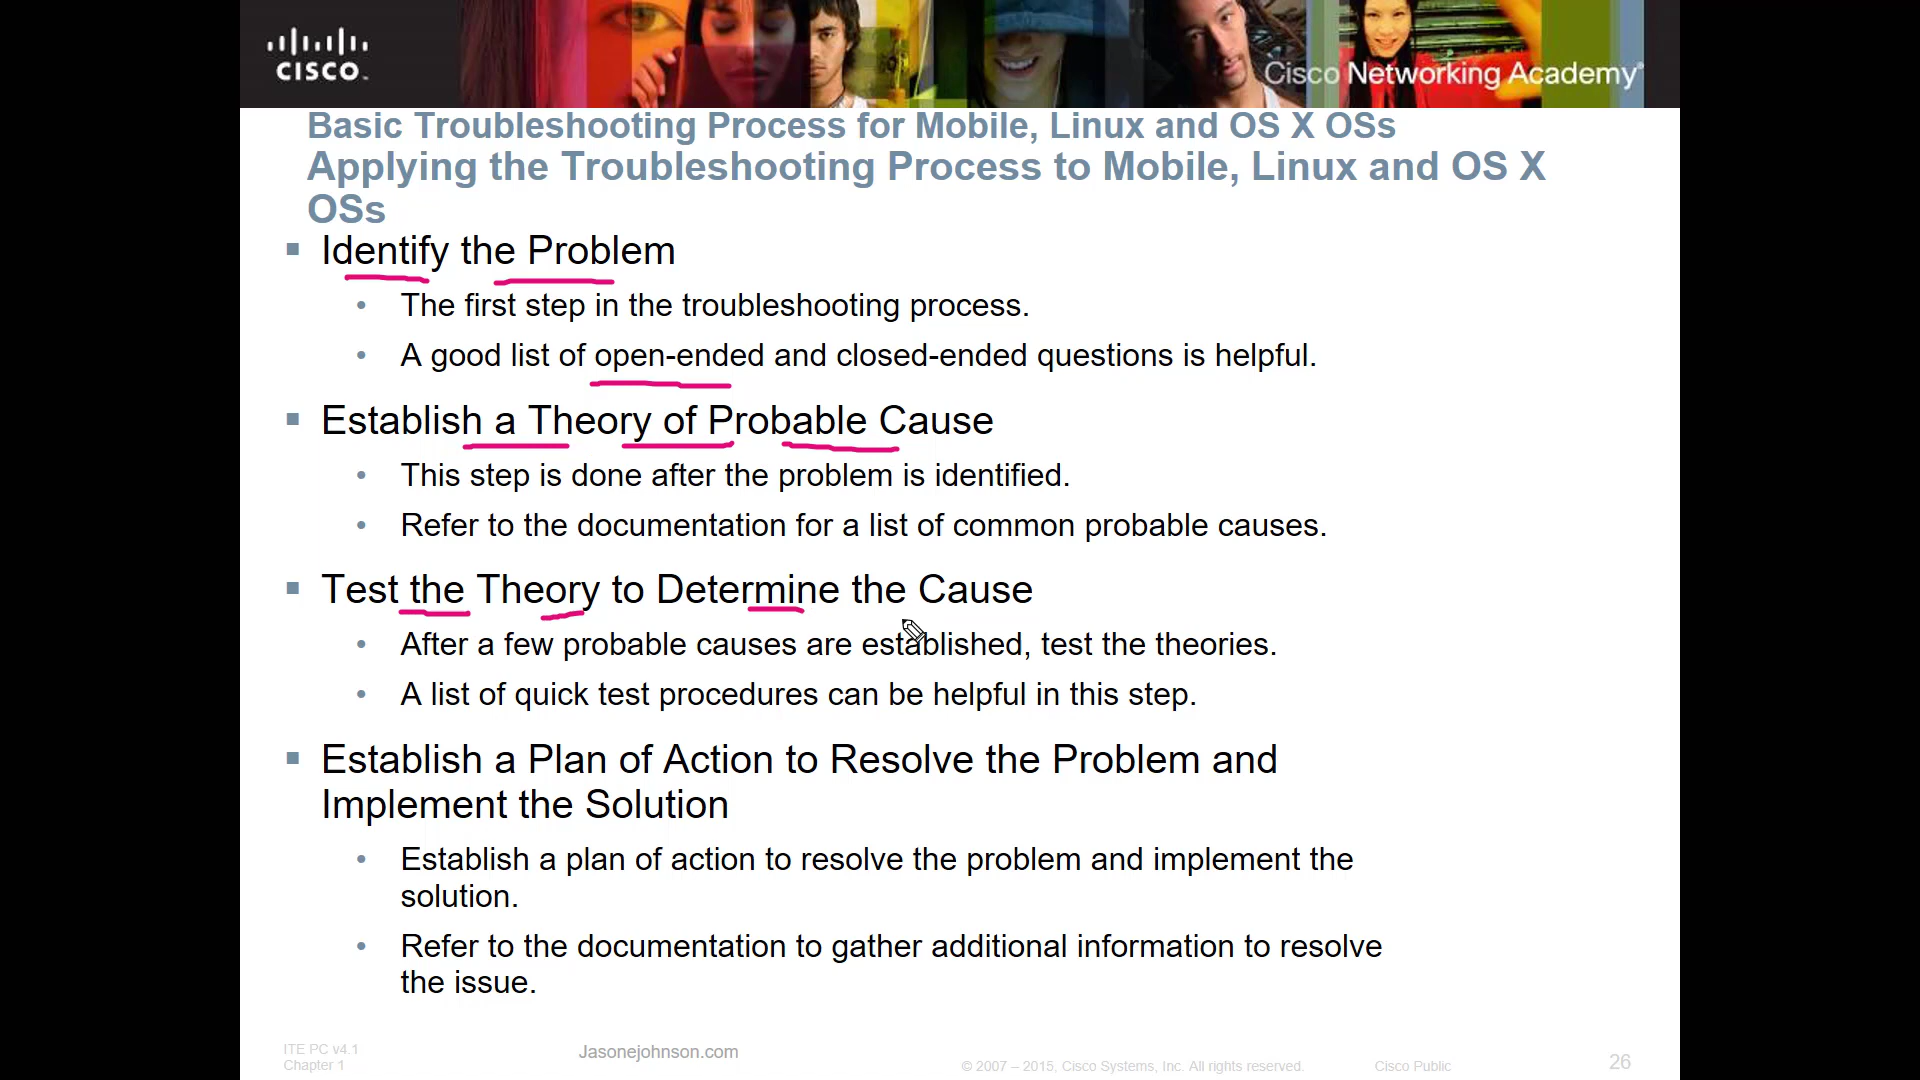 CISCO
Cisco Networking Academy
Basic Troubleshooting Process for Mobile, Linux and OS X OSs
Applying the Troubleshooting Process to Mobile, Linux and OS X
OSs
▪ Identify the Problem
• The first step in the troubleshooting process.
• A good list of open-ended and closed-ended questions is helpful.
▪ Establish a Theory of Probable Cause
• This step is done after the problem is identified.
• Refer to the documentation for a list of common probable causes.
▪ Test the Theory to Determine the Cause
• After a few probable causes are established, test the theories.
• A list of quick test procedures can be helpful in this step.
▪ Establish a Plan of Action to Resolve the Problem and
Implement the Solution
• Establish a plan of action to resolve the problem and implement the
solution.
• Refer to the documentation to gather additional information to resolve
the issue.
ITE PC v4.1
Chapter 1
Jasonejohnson.com
© 2007 – 2015, Cisco Systems, Inc. All rights reserved.
Cisco Public
26